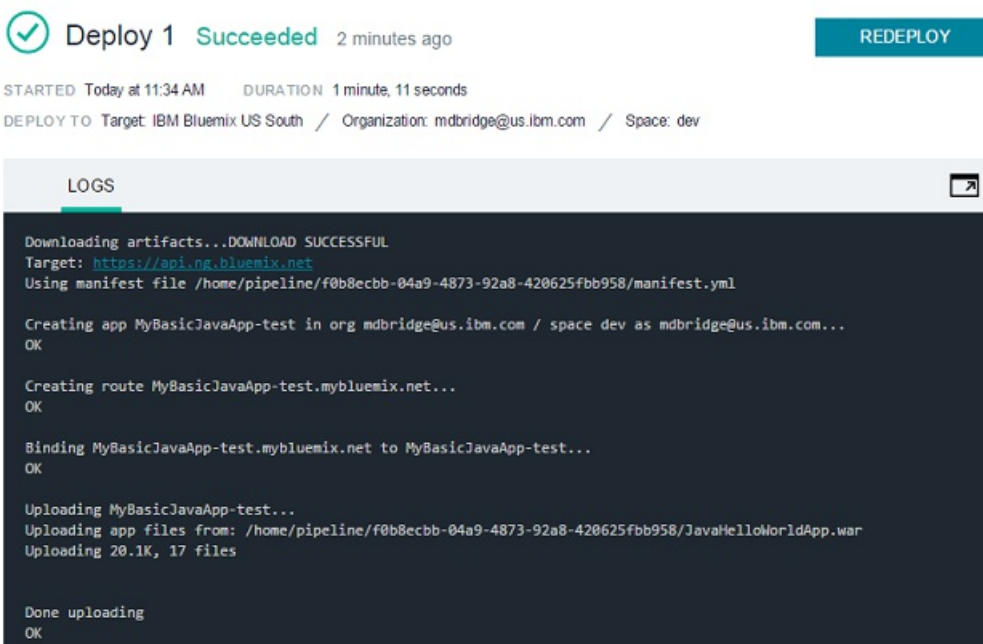 Deploy 1 Succeeded 2 minutes ago
REDEPLOY
STARTED Today at 11:34 AM DURATION 1 minute, 11 seconds
DEPLOY TO Target: IBM Bluemix US South / Organization: mdbridge@us.ibm.com / Space: dev
LOGS
Downloading artifacts...DOWNLOAD SUCCESSFUL
Target: https://api.ng.bluemix.net
Using manifest file /home/pipeline/f0b8ecbb-04a9-4873-92a8-420625fbb958/manifest.yml
Creating app MyBasicJavaApp-test in org mdbridge@us.ibm.com / space dev as mdbridge@us.ibm.com...
OK
Creating route MyBasicJavaApp-test.mybluemix.net...
OK
Binding MyBasicJavaApp-test.mybluemix.net to MyBasicJavaApp-test...
OK
Uploading MyBasicJavaApp-test...
Uploading app files from: /home/pipeline/f0b8ecbb-04a9-4873-92a8-420625fbb958/JavaHelloWorldApp.war
Uploading 20.1K, 17 files
Done uploading
OK